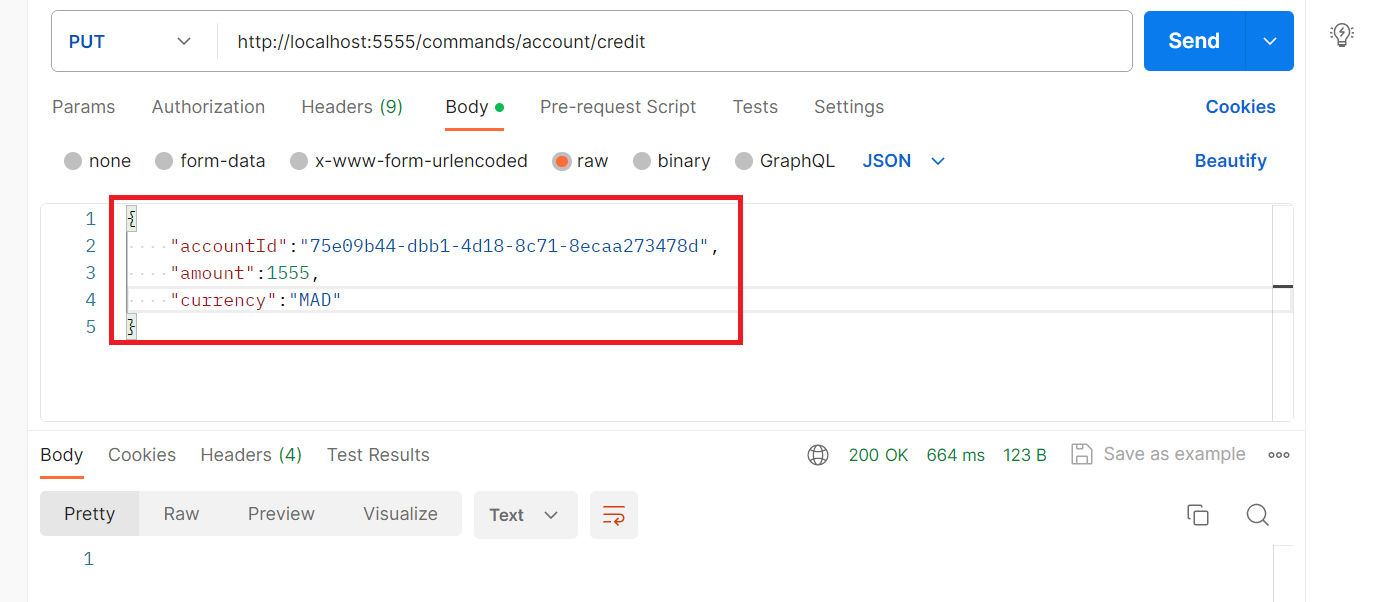 PUT http://localhost:5555/commands/account/credit Send
Params Authorization Headers (9) Body Pre-request Script Tests Settings Cookies
none form-data x-www-form-urlencoded raw binary GraphQL JSON Beautify
1 {
2 "accountId":"75e09b44-dbb1-4d18-8c71-8ecaa273478d",
3 "amount":1555,
4 "currency":"MAD"
5 }
Body Cookies Headers (4) Test Results 200 OK 664 ms 123 B Save as example
Pretty Raw Preview Visualize Text
1